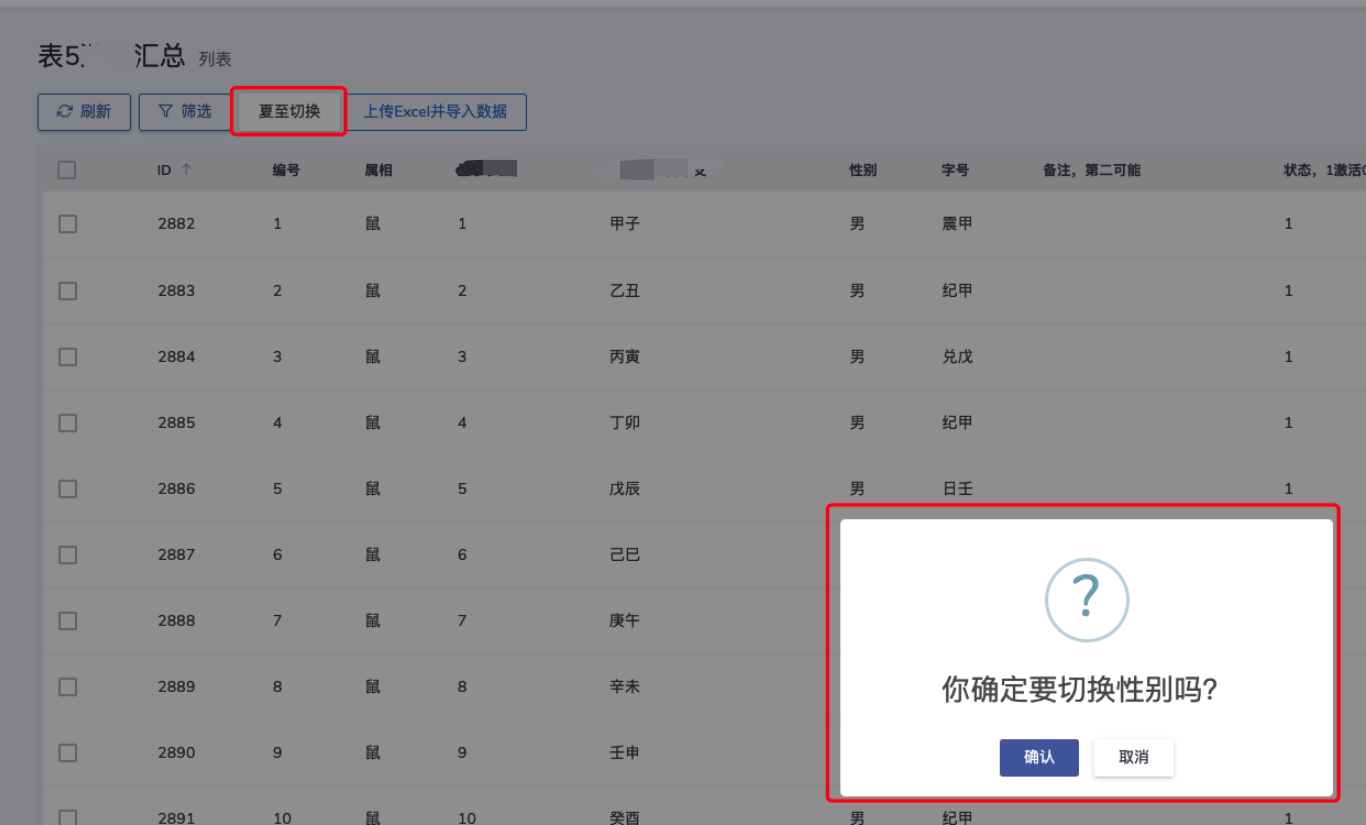 表5 汇总 列表
刷新 筛选 夏至切换 上传Excel并导入数据
ID ↑ 编号 属相 性别 字号 备注，第二可能 状态，1激活
2882 1 鼠 1 甲子 男 震甲 1
2883 2 鼠 2 乙丑 男 纪甲 1
2884 3 鼠 3 丙寅 男 兑戊 1
2885 4 鼠 4 丁卯 男 纪甲 1
2886 5 鼠 5 戊辰 男 日壬 1
2887 6 鼠 6 己巳
2888 7 鼠 7 庚午
2889 8 鼠 8 辛未
2890 9 鼠 9 壬申
2891 10 鼠 10 癸酉 男 纪甲 1
?
你确定要切换性别吗?
确认 取消